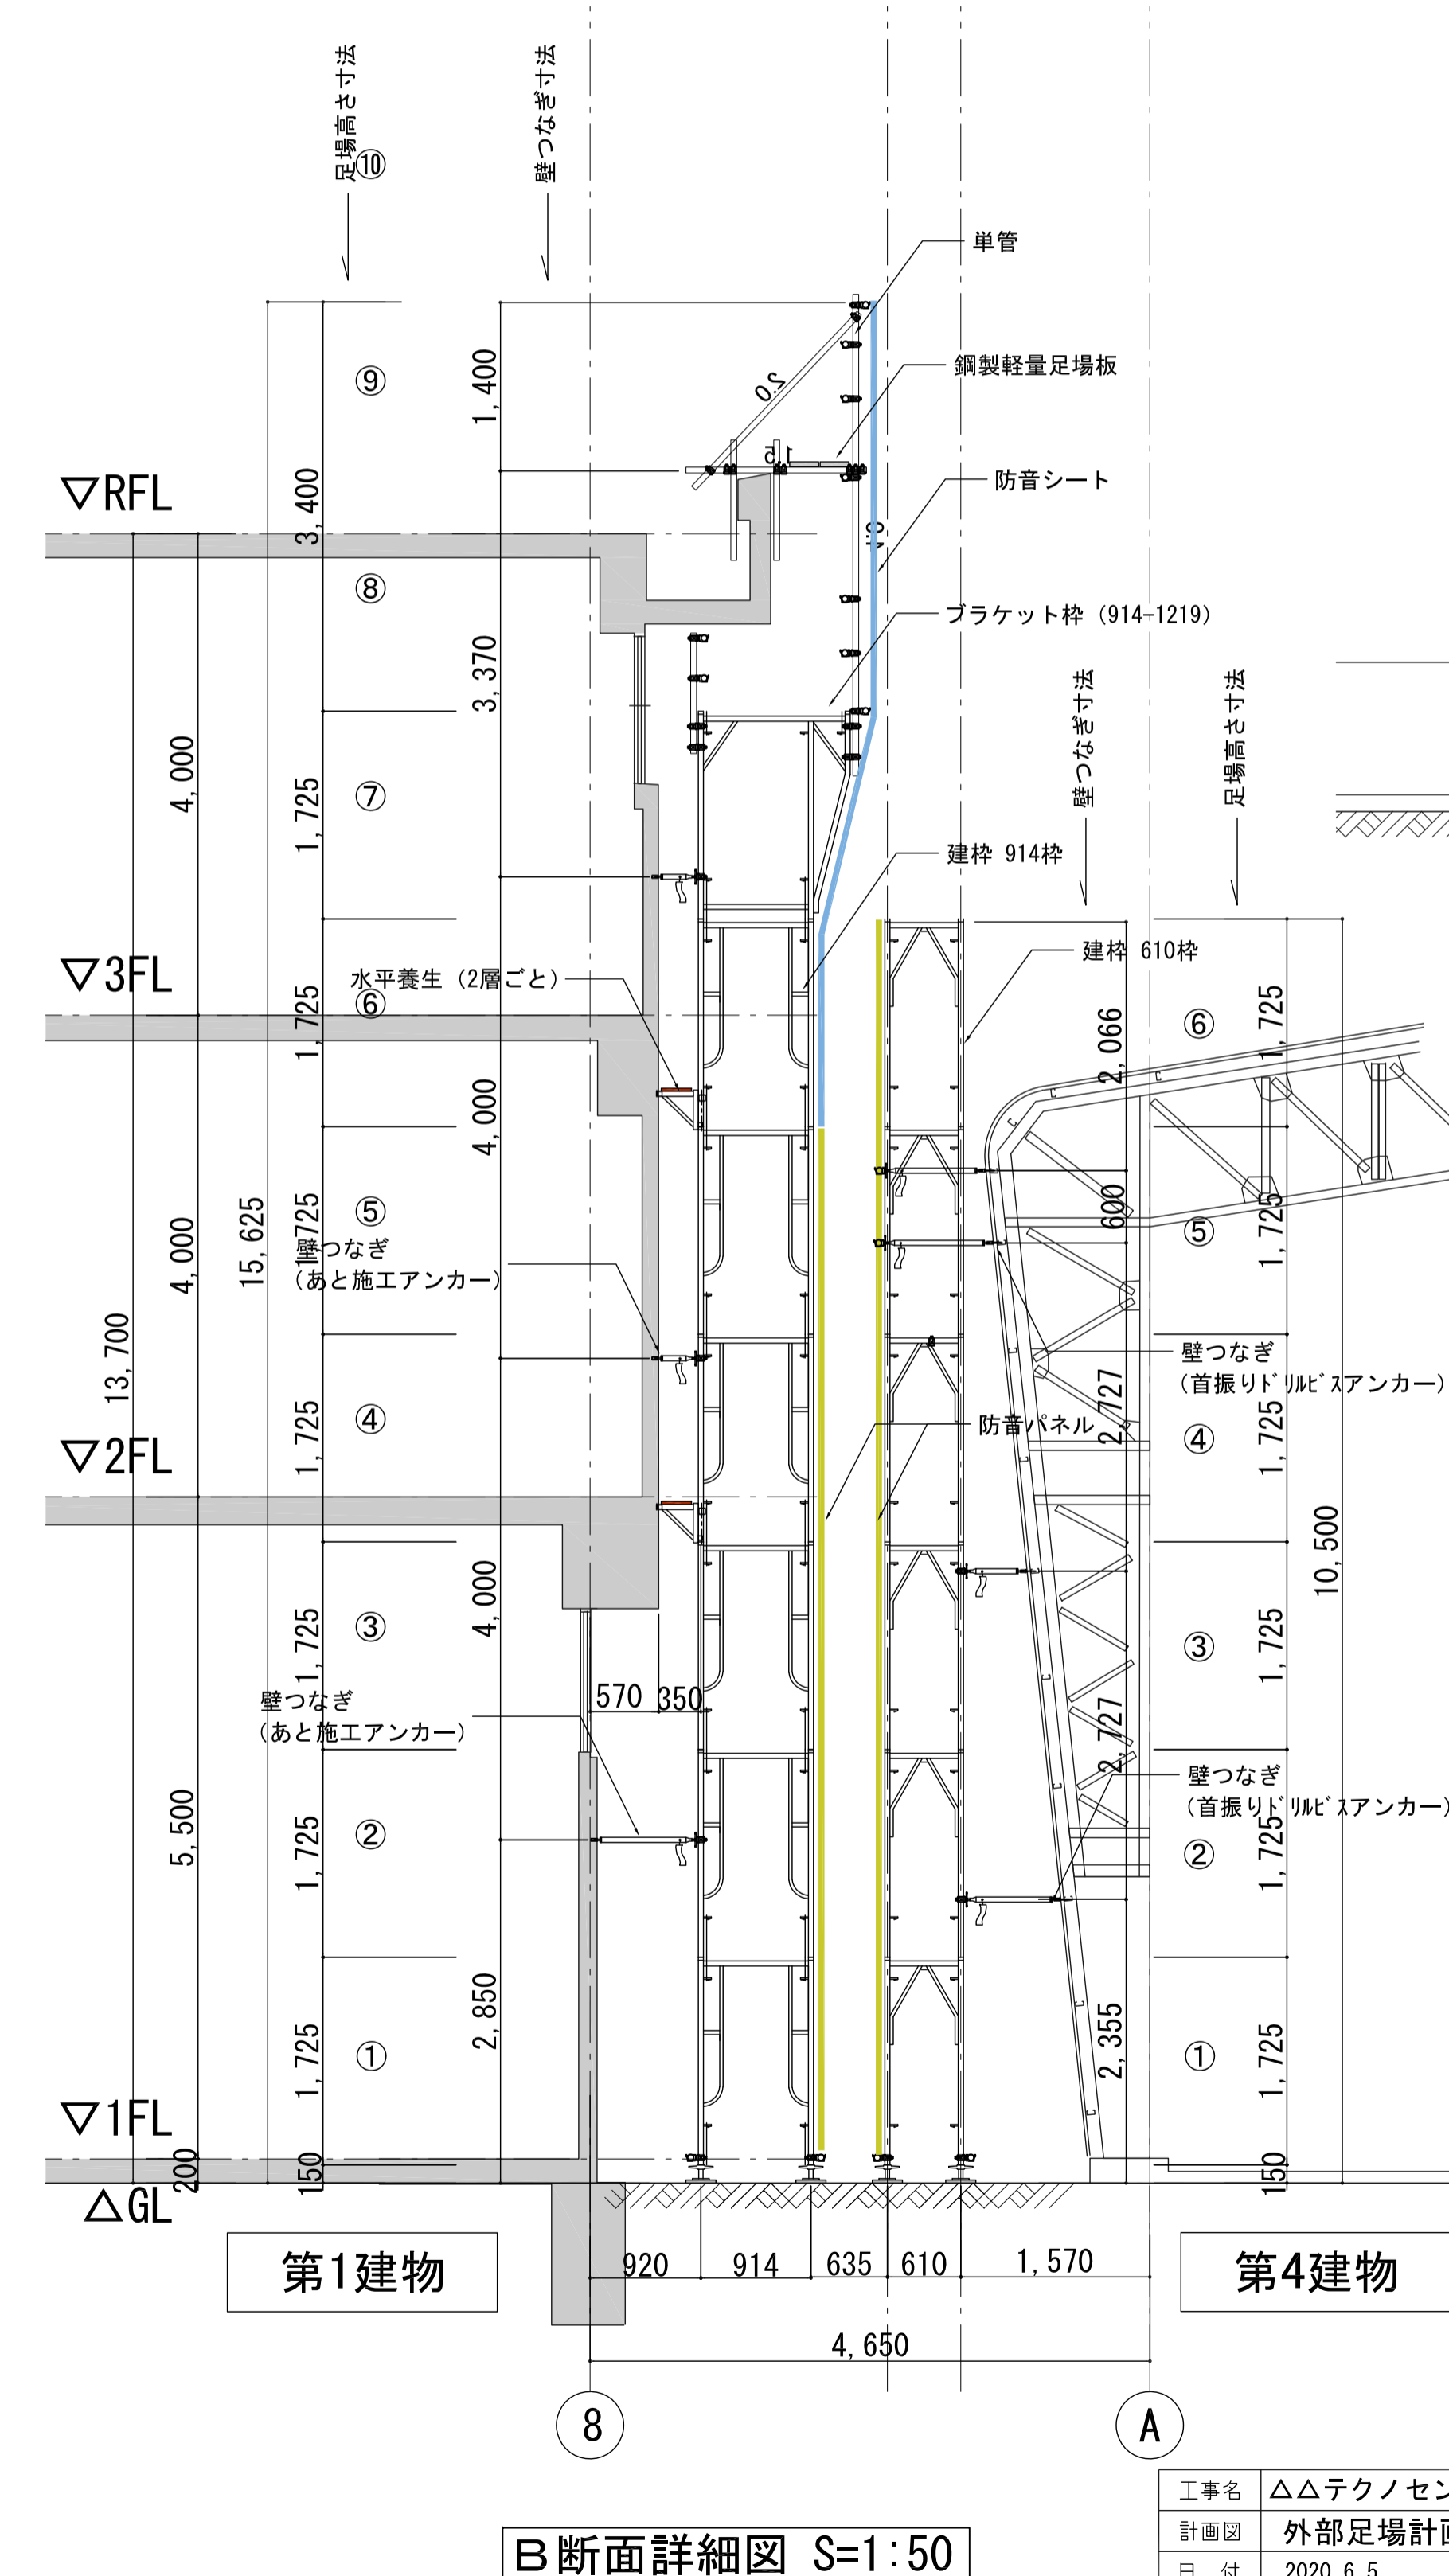 足場高さ寸法
壁つなぎ寸法
⑩
単管
⑨
1,400
2.0
鋼製軽量足場板
1.5
防音シート
▽RFL
3,400
4.0
⑧
ブラケット枠（914-1219）
3,370
壁つなぎ寸法
足場高さ寸法
4,000
1,725
⑦
建枠 914枠
▽3FL
水平養生（2層ごと）
建枠 610枠
1,725
⑥
2,066
⑥
1,725
4,000
4,000
15,625
1,725
⑤
600
⑤
1,725
壁つなぎ
（あと施工アンカー）
13,700
壁つなぎ
（首振りﾄﾞﾘﾙﾋﾞｽアンカー）
1,725
④
2,727
④
1,725
防音パネル
▽2FL
10,500
4,000
1,725
③
③
1,725
570
350
壁つなぎ
（あと施工アンカー）
2,727
壁つなぎ
（首振りﾄﾞﾘﾙﾋﾞｽアンカー）
5,500
1,725
②
②
1,725
2,850
1,725
①
2,355
①
1,725
▽1FL
200
150
150
△GL
第1建物
920
914
635
610
1,570
第4建物
4,650
8
A
工事名
△△テクノセン
計画図
外部足場計画
日 付
2020.6.5
B断面詳細図 S=1:50